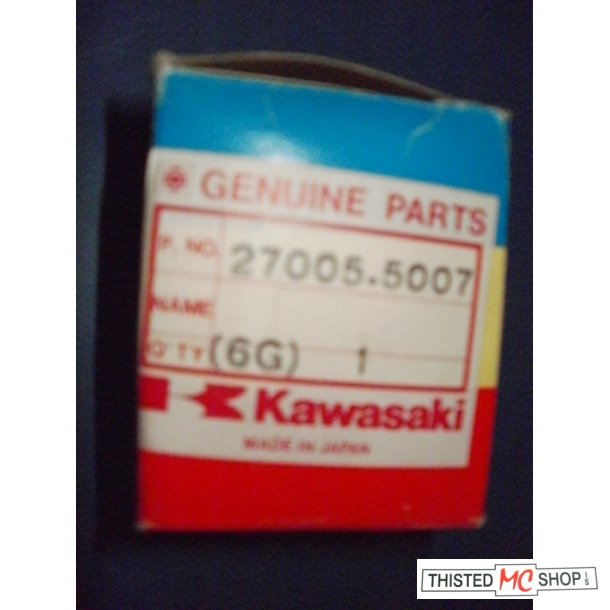 GENUINE PARTS
P. NO. 27005-5007
NAME
Q'TY (6G) 1
Kawasaki
MADE IN JAPAN
THISTED MC SHOP I/S